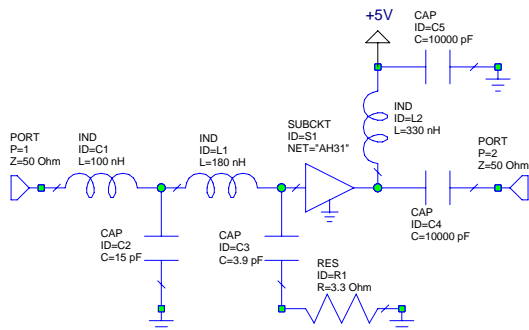 +5V
CAP
ID=C5
C=10000 pF
SUBCKT
ID=S1
NET="AH31"
IND
ID=L2
L=330 nH
PORT
P=1
Z=50 Ohm
IND
ID=C1
L=100 nH
IND
ID=L1
L=180 nH
PORT
P=2
Z=50 Ohm
CAP
ID=C2
C=15 pF
CAP
ID=C3
C=3.9 pF
CAP
ID=C4
C=10000 pF
RES
ID=R1
R=3.3 Ohm